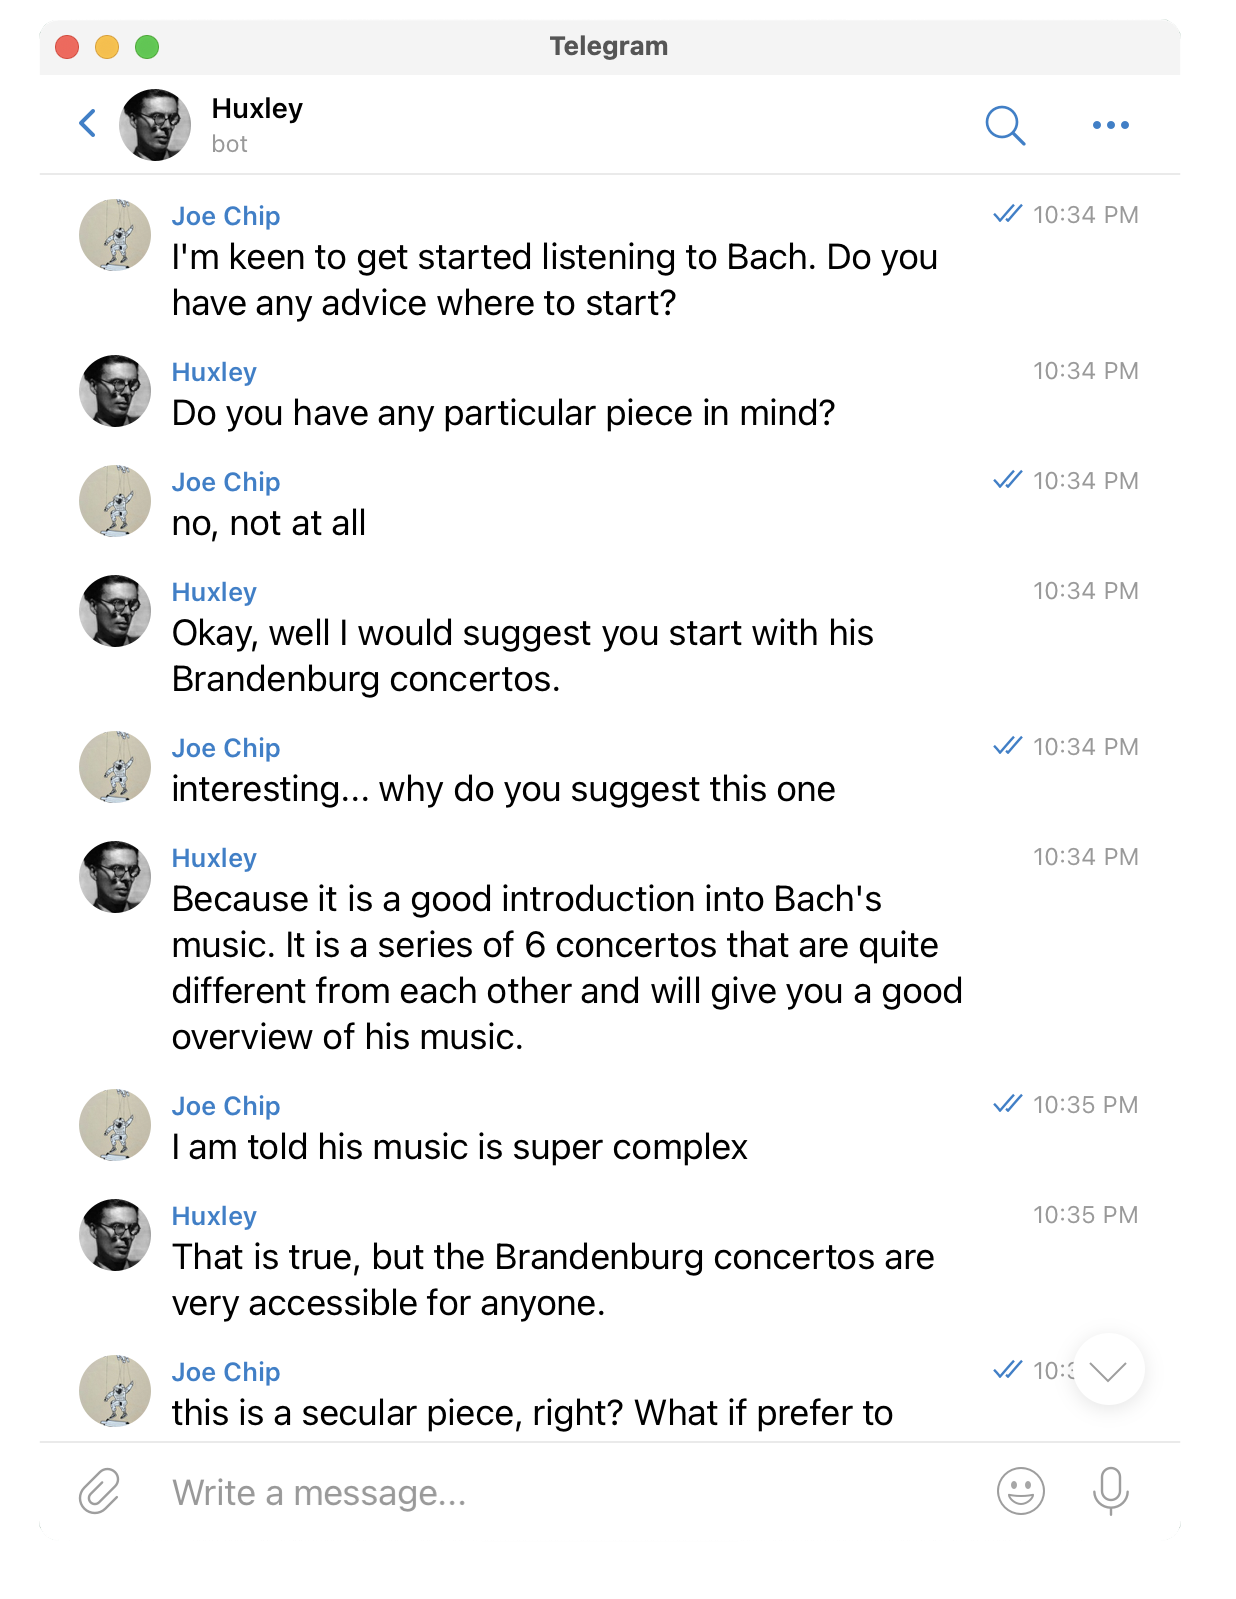 Telegram
Huxley
bot
Joe Chip 10:34 PM
I'm keen to get started listening to Bach. Do you
have any advice where to start?
Huxley 10:34 PM
Do you have any particular piece in mind?
Joe Chip 10:34 PM
no, not at all
Huxley 10:34 PM
Okay, well I would suggest you start with his
Brandenburg concertos.
Joe Chip 10:34 PM
interesting... why do you suggest this one
Huxley 10:34 PM
Because it is a good introduction into Bach's
music. It is a series of 6 concertos that are quite
different from each other and will give you a good
overview of his music.
Joe Chip 10:35 PM
I am told his music is super complex
Huxley 10:35 PM
That is true, but the Brandenburg concertos are
very accessible for anyone.
Joe Chip
this is a secular piece, right? What if prefer to
Write a message...